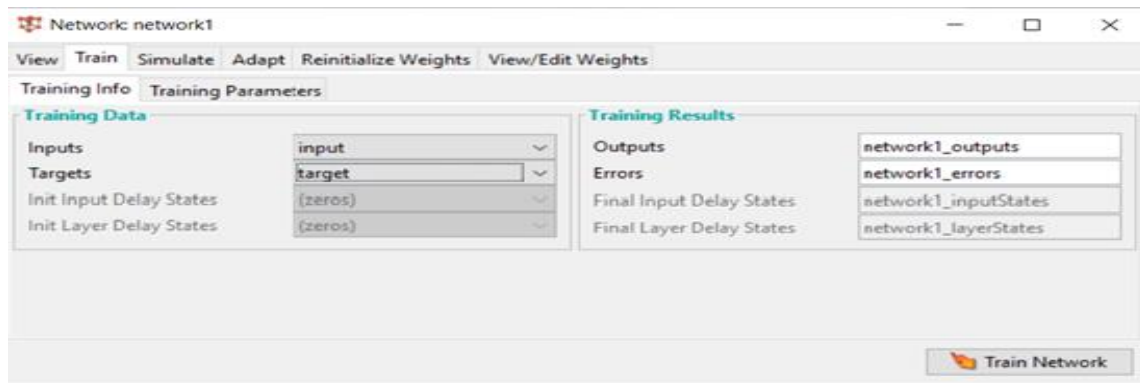 Network: network1
View Train Simulate Adapt Reinitialize Weights View/Edit Weights
Training Info Training Parameters
Training Data
Inputs input
Targets target
Init Input Delay States (zeros)
Init Layer Delay States (zeros)
Training Results
Outputs network1_outputs
Errors network1_errors
Final Input Delay States network1_inputStates
Final Layer Delay States network1_layerStates
Train Network